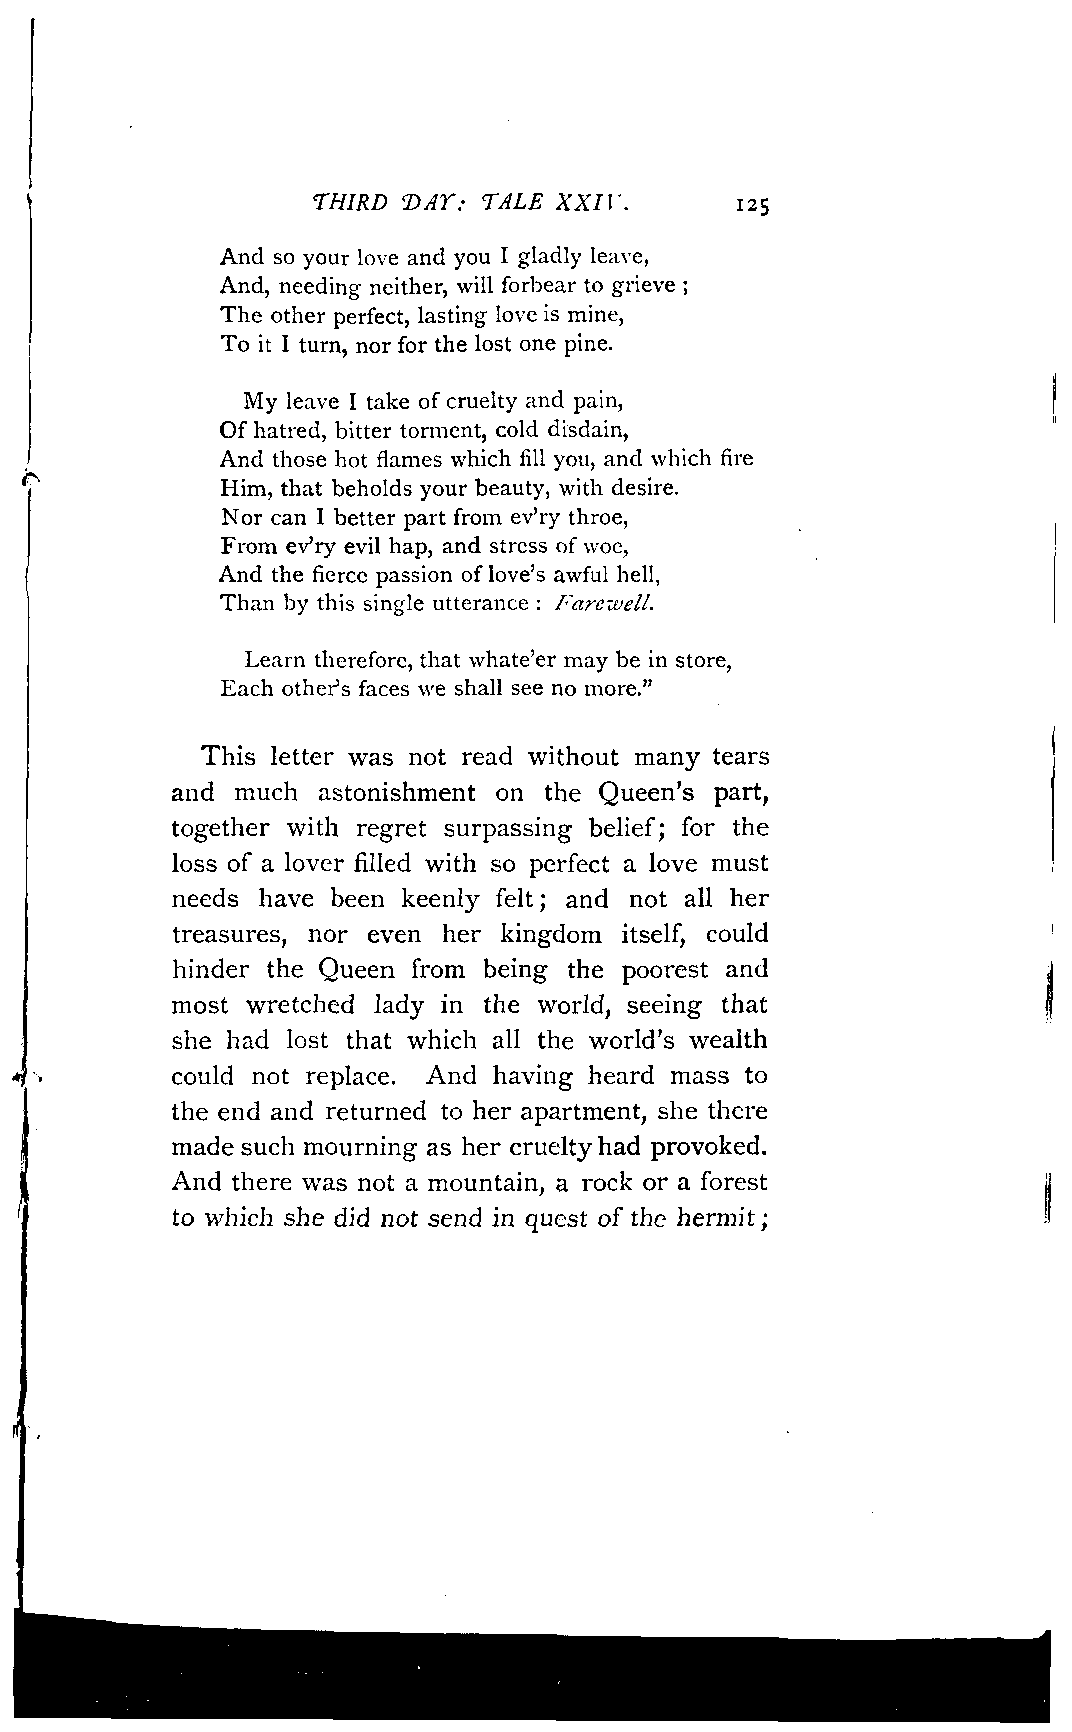 THIRD DAY: TALE XXIV. 125
And so your love and you I gladly leave,
And, needing neither, will forbear to grieve ;
The other perfect, lasting love is mine,
To it I turn, nor for the lost one pine.
My leave I take of cruelty and pain,
Of hatred, bitter torment, cold disdain,
And those hot flames which fill you, and which fire
Him, that beholds your beauty, with desire.
Nor can I better part from ev'ry throe,
From ev'ry evil hap, and stress of woe,
And the fierce passion of love's awful hell,
Than by this single utterance : Farewell.
Learn therefore, that whate'er may be in store,
Each other's faces we shall see no more."
This letter was not read without many tears
and much astonishment on the Queen's part,
together with regret surpassing belief; for the
loss of a lover filled with so perfect a love must
needs have been keenly felt; and not all her
treasures, nor even her kingdom itself, could
hinder the Queen from being the poorest and
most wretched lady in the world, seeing that
she had lost that which all the world's wealth
could not replace. And having heard mass to
the end and returned to her apartment, she there
made such mourning as her cruelty had provoked.
And there was not a mountain, a rock or a forest
to which she did not send in quest of the hermit;